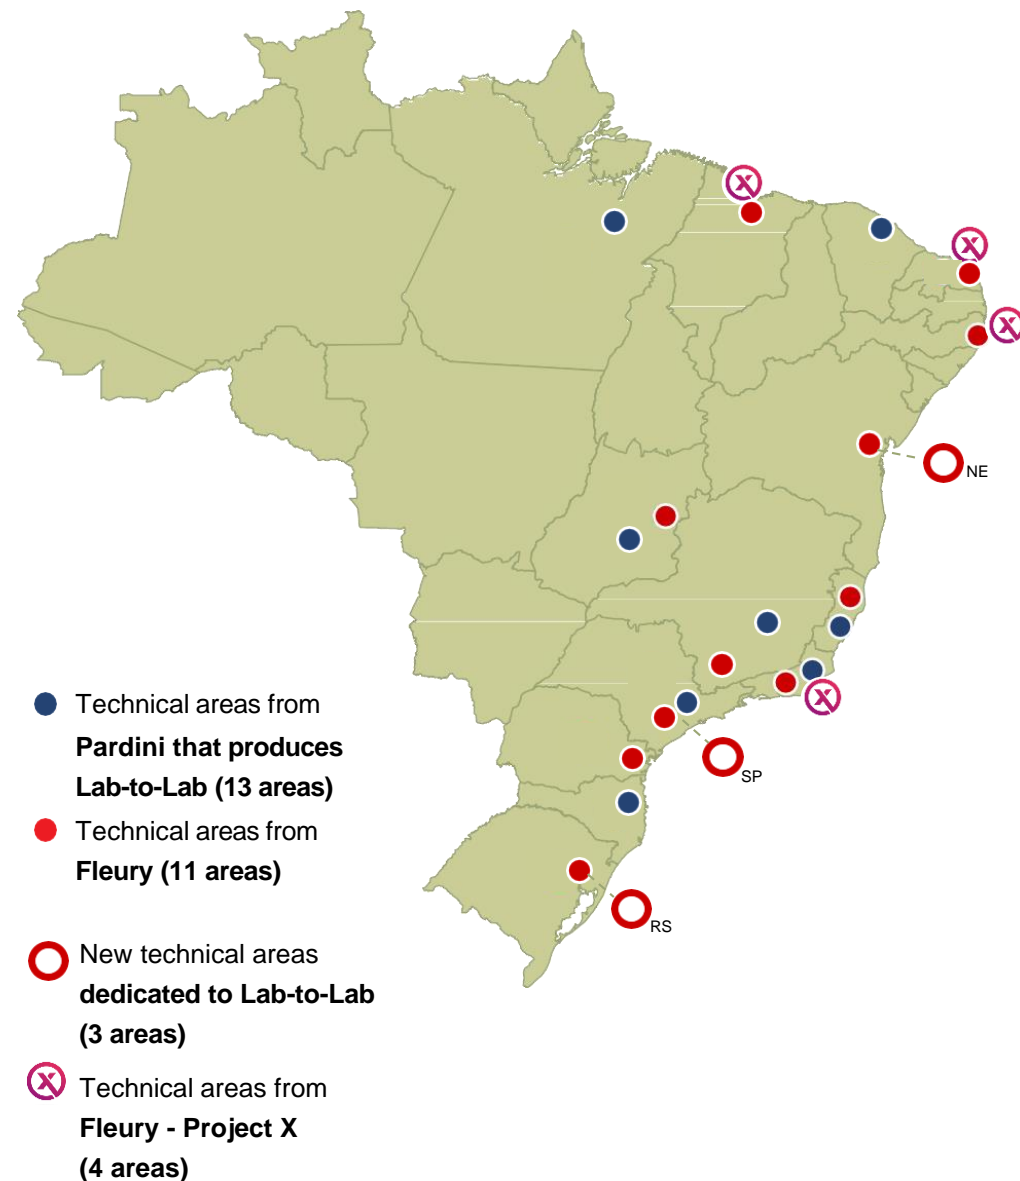 NE
SP
RS
Technical areas from
Pardini that produces
Lab-to-Lab (13 areas)
Technical areas from
Fleury (11 areas)
New technical areas
dedicated to Lab-to-Lab
(3 areas)
Technical areas from
Fleury - Project X
(4 areas)